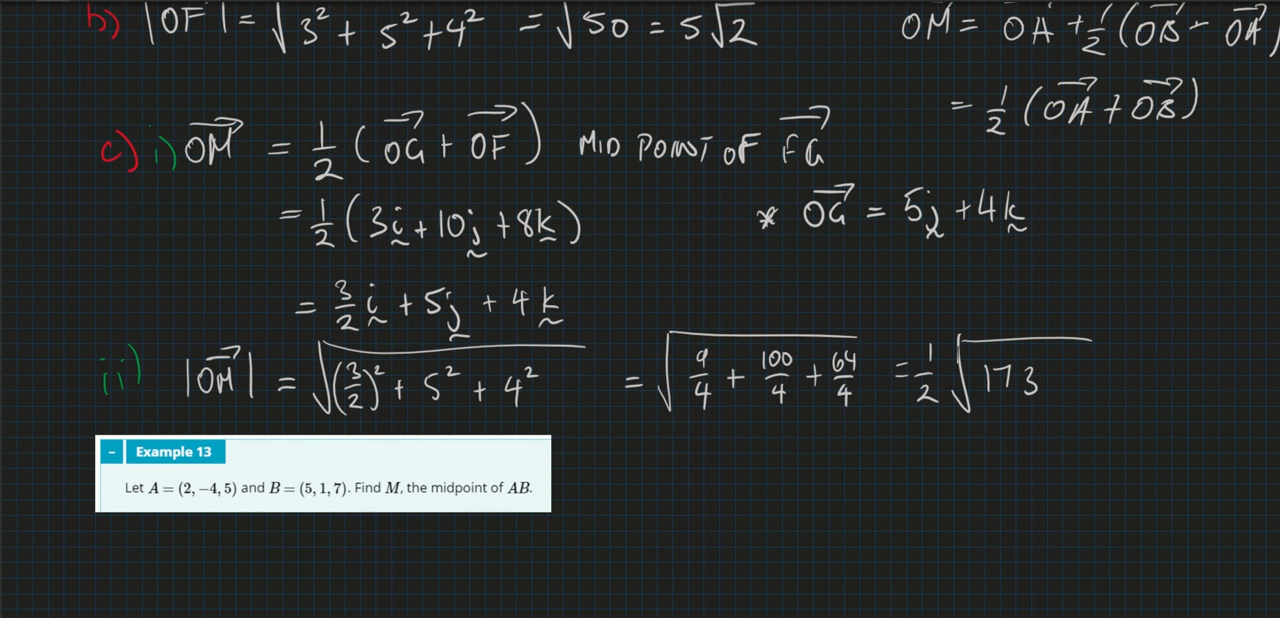 b) |OF| = √3² + 5² + 4² = √50 = 5√2
OM = OA + 1/2 (OB - OA)
= 1/2 (OA + OB)
c) i) OM = 1/2 (OG + OF) MID POINT OF FG
= 1/2 (3i + 10j + 8k)
* OG = 5j + 4k
= 3/2 i + 5j + 4k
ii) |OM| = √(3/2)² + 5² + 4² = √9/4 + 100/4 + 64/4 = 1/2 √173
− Example 13
Let A = (2, −4, 5) and B = (5, 1, 7). Find M, the midpoint of AB.